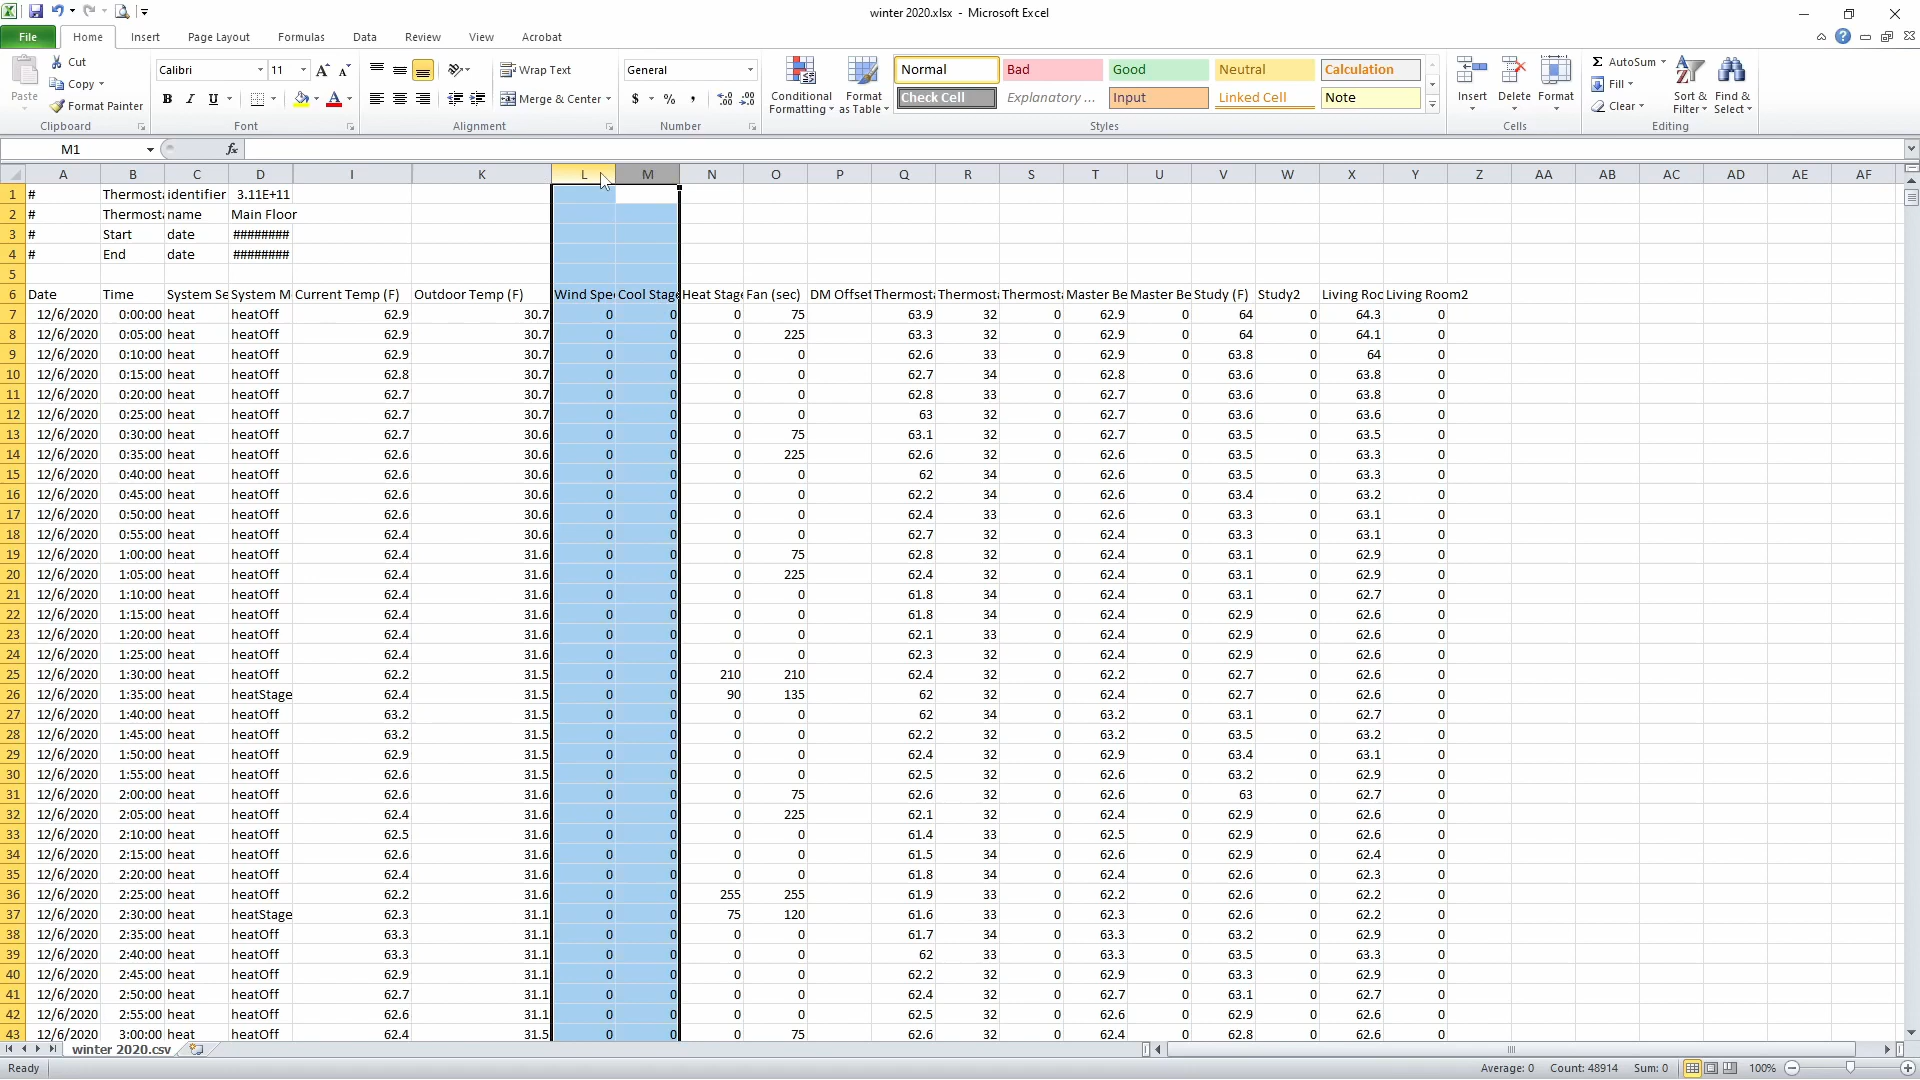 winter 2020.xlsx - Microsoft Excel
File Home Insert Page Layout Formulas Data Review View Acrobat
Paste Cut Copy Format Painter Clipboard
Calibri 11 A A B I U A Font
Wrap Text Merge & Center Alignment
General $ % , Number
Conditional Formatting Format as Table Normal Bad Good Neutral Calculation
Check Cell Explanatory ... Input Linked Cell Note Styles
Insert Delete Format Cells
Σ AutoSum Fill Clear Sort & Filter Find & Select Editing
M1 fx
A B C D I K L M N O P Q R S T U V W X Y Z AA AB AC AD AE AF
1 # Thermosta identifier 3.11E+11
2 # Thermosta name Main Floor
3 # Start date ########
4 # End date ########
5
6 Date Time System Se System M Current Temp (F) Outdoor Temp (F) Wind Spe Cool Stage Heat Stage Fan (sec) DM Offset Thermosta Thermosta Thermosta Master Be Master Be Study (F) Study2 Living Roo Living Room2
7 12/6/2020 0:00:00 heat heatOff 62.9 30.7 0 0 0 75 63.9 32 0 62.9 0 64 0 64.3 0
8 12/6/2020 0:05:00 heat heatOff 62.9 30.7 0 0 0 225 63.3 33 0 62.9 0 64 0 64.1 0
9 12/6/2020 0:10:00 heat heatOff 62.9 30.7 0 0 0 0 62.6 33 0 62.9 0 63.8 0 64 0
10 12/6/2020 0:15:00 heat heatOff 62.8 30.7 0 0 0 0 62.7 34 0 62.8 0 63.6 0 63.8 0
11 12/6/2020 0:20:00 heat heatOff 62.7 30.7 0 0 0 0 62.8 33 0 62.7 0 63.6 0 63.8 0
12 12/6/2020 0:25:00 heat heatOff 62.7 30.7 0 0 0 0 63 32 0 62.7 0 63.6 0 63.6 0
13 12/6/2020 0:30:00 heat heatOff 62.7 30.6 0 0 0 75 63.1 32 0 62.7 0 63.5 0 63.5 0
14 12/6/2020 0:35:00 heat heatOff 62.6 30.6 0 0 0 225 62.6 32 0 62.6 0 63.5 0 63.3 0
15 12/6/2020 0:40:00 heat heatOff 62.6 30.6 0 0 0 0 62 34 0 62.6 0 63.5 0 63.3 0
16 12/6/2020 0:45:00 heat heatOff 62.6 30.6 0 0 0 0 62.2 34 0 62.6 0 63.4 0 63.2 0
17 12/6/2020 0:50:00 heat heatOff 62.6 30.6 0 0 0 0 62.4 33 0 62.6 0 63.3 0 63.1 0
18 12/6/2020 0:55:00 heat heatOff 62.4 30.6 0 0 0 0 62.7 32 0 62.4 0 63.3 0 63.1 0
19 12/6/2020 1:00:00 heat heatOff 62.4 31.6 0 0 0 75 62.8 32 0 62.4 0 63.1 0 62.9 0
20 12/6/2020 1:05:00 heat heatOff 62.4 31.6 0 0 0 225 62.4 32 0 62.4 0 63.1 0 62.9 0
21 12/6/2020 1:10:00 heat heatOff 62.4 31.6 0 0 0 0 61.8 34 0 62.4 0 63.1 0 62.7 0
22 12/6/2020 1:15:00 heat heatOff 62.4 31.6 0 0 0 0 61.8 34 0 62.4 0 62.9 0 62.6 0
23 12/6/2020 1:20:00 heat heatOff 62.4 31.6 0 0 0 0 62.1 33 0 62.4 0 62.9 0 62.6 0
24 12/6/2020 1:25:00 heat heatOff 62.4 31.6 0 0 0 0 62.3 32 0 62.4 0 62.9 0 62.6 0
25 12/6/2020 1:30:00 heat heatOff 62.2 31.5 0 0 210 210 62.4 32 0 62.2 0 62.7 0 62.6 0
26 12/6/2020 1:35:00 heat heatStage 62.4 31.5 0 0 90 135 62 32 0 62.4 0 62.7 0 62.6 0
27 12/6/2020 1:40:00 heat heatOff 63.2 31.5 0 0 0 0 62 34 0 63.2 0 63.1 0 62.7 0
28 12/6/2020 1:45:00 heat heatOff 63.2 31.5 0 0 0 0 62.2 32 0 63.2 0 63.5 0 63.2 0
29 12/6/2020 1:50:00 heat heatOff 62.9 31.5 0 0 0 0 62.4 32 0 62.9 0 63.4 0 63.1 0
30 12/6/2020 1:55:00 heat heatOff 62.6 31.5 0 0 0 0 62.5 32 0 62.6 0 63.2 0 62.9 0
31 12/6/2020 2:00:00 heat heatOff 62.6 31.6 0 0 0 75 62.6 32 0 62.6 0 63 0 62.7 0
32 12/6/2020 2:05:00 heat heatOff 62.4 31.6 0 0 0 225 62.1 32 0 62.4 0 62.9 0 62.6 0
33 12/6/2020 2:10:00 heat heatOff 62.5 31.6 0 0 0 0 61.4 33 0 62.5 0 62.9 0 62.6 0
34 12/6/2020 2:15:00 heat heatOff 62.6 31.6 0 0 0 0 61.5 34 0 62.6 0 62.9 0 62.4 0
35 12/6/2020 2:20:00 heat heatOff 62.4 31.6 0 0 0 0 61.8 34 0 62.4 0 62.8 0 62.3 0
36 12/6/2020 2:25:00 heat heatOff 62.2 31.6 0 0 255 255 61.9 33 0 62.2 0 62.6 0 62.2 0
37 12/6/2020 2:30:00 heat heatStage 62.3 31.1 0 0 75 120 61.6 33 0 62.3 0 62.6 0 62.2 0
38 12/6/2020 2:35:00 heat heatOff 63.3 31.1 0 0 0 0 61.7 34 0 63.3 0 63.2 0 62.9 0
39 12/6/2020 2:40:00 heat heatOff 63.3 31.1 0 0 0 0 62 33 0 63.3 0 63.5 0 63.3 0
40 12/6/2020 2:45:00 heat heatOff 62.9 31.1 0 0 0 0 62.2 33 0 62.9 0 63.3 0 62.9 0
41 12/6/2020 2:50:00 heat heatOff 62.7 31.1 0 0 0 0 62.4 32 0 62.7 0 63.1 0 62.7 0
42 12/6/2020 2:55:00 heat heatOff 62.6 31.1 0 0 0 0 62.5 32 0 62.6 0 62.9 0 62.6 0
43 12/6/2020 3:00:00 heat heatOff 62.4 31.5 0 0 0 75 62.6 32 0 62.4 0 62.8 0 62.6 0
winter 2020.csv
Ready Average: 0 Count: 48914 Sum: 0 100%